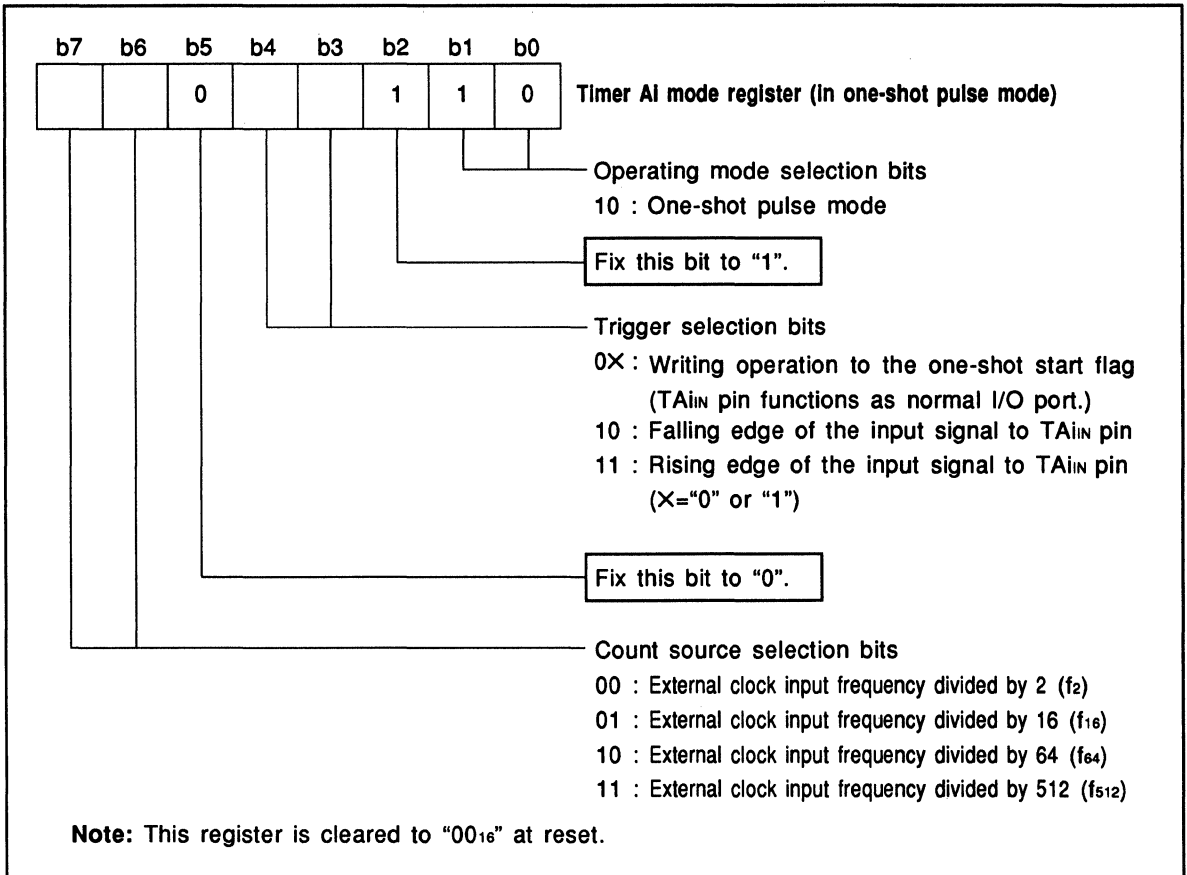 b7 b6 b5 b4 b3 b2 b1 b0
0 1 1 0 Timer Ai mode register (in one-shot pulse mode)
Operating mode selection bits
10 : One-shot pulse mode
Fix this bit to “1”.
Trigger selection bits
0X : Writing operation to the one-shot start flag
(TAiIN pin functions as normal I/O port.)
10 : Falling edge of the input signal to TAiIN pin
11 : Rising edge of the input signal to TAiIN pin
(X=“0” or “1”)
Fix this bit to “0”.
Count source selection bits
00 : External clock input frequency divided by 2 (f2)
01 : External clock input frequency divided by 16 (f16)
10 : External clock input frequency divided by 64 (f64)
11 : External clock input frequency divided by 512 (f512)
Note: This register is cleared to “0016” at reset.